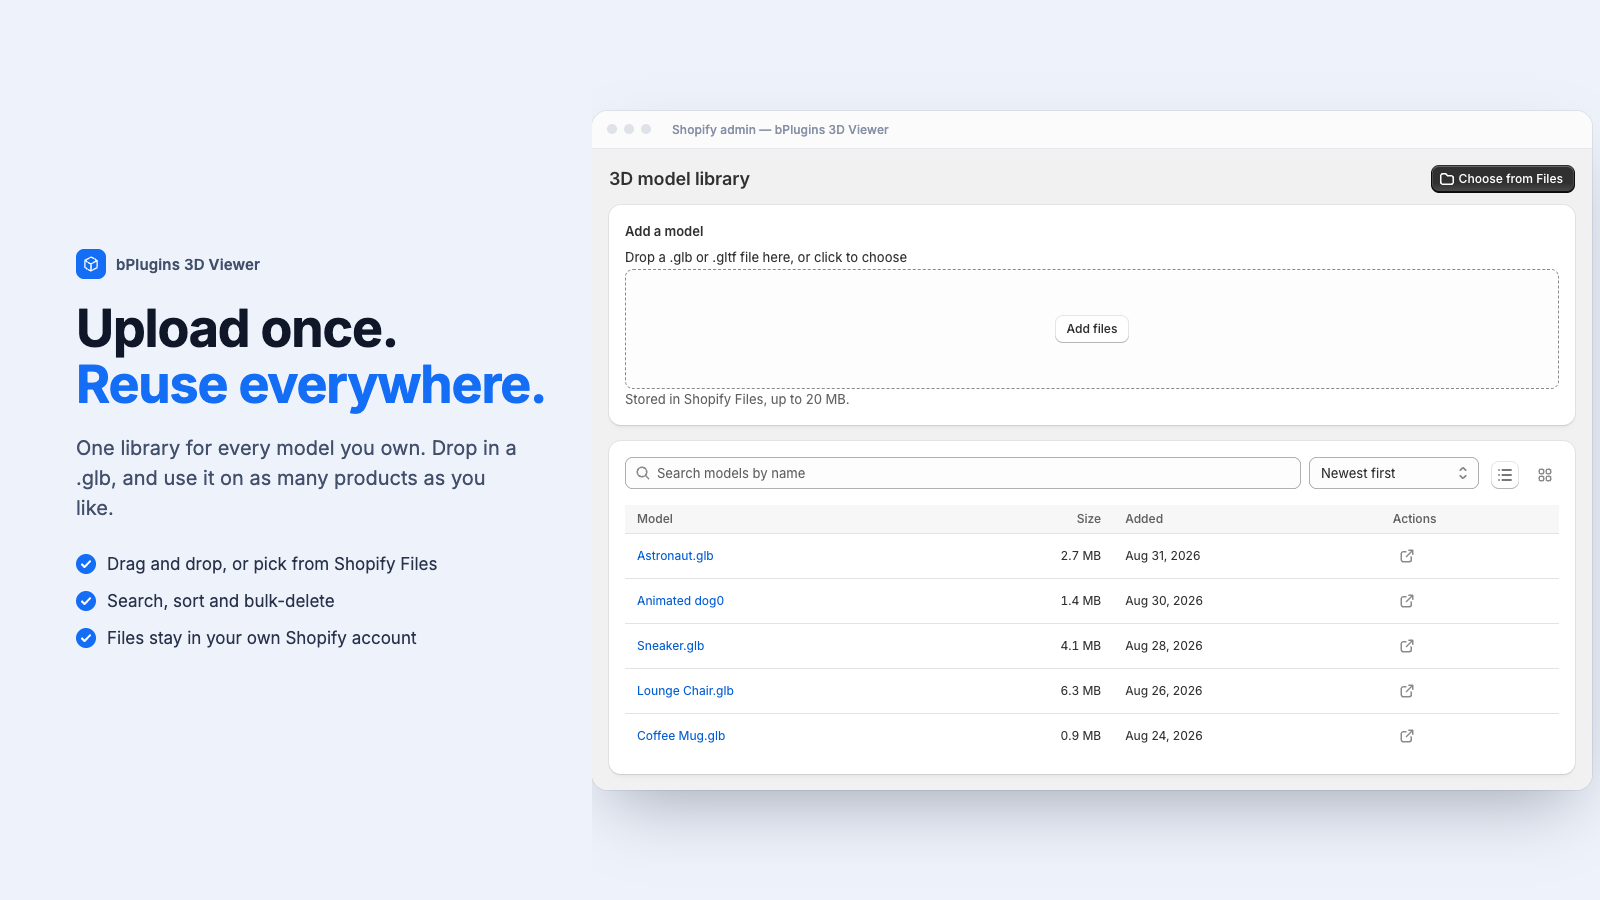 bPlugins 3D Viewer
Upload once.
Reuse everywhere.
One library for every model you own. Drop in a
.glb, and use it on as many products as you
like.
Drag and drop, or pick from Shopify Files
Search, sort and bulk-delete
Files stay in your own Shopify account
Shopify admin — bPlugins 3D Viewer
3D model library
Choose from Files
Add a model
Drop a .glb or .gltf file here, or click to choose
Add files
Stored in Shopify Files, up to 20 MB.
Search models by name
Newest first
Model Size Added Actions
Astronaut.glb 2.7 MB Aug 31, 2026
Animated dog0 1.4 MB Aug 30, 2026
Sneaker.glb 4.1 MB Aug 28, 2026
Lounge Chair.glb 6.3 MB Aug 26, 2026
Coffee Mug.glb 0.9 MB Aug 24, 2026